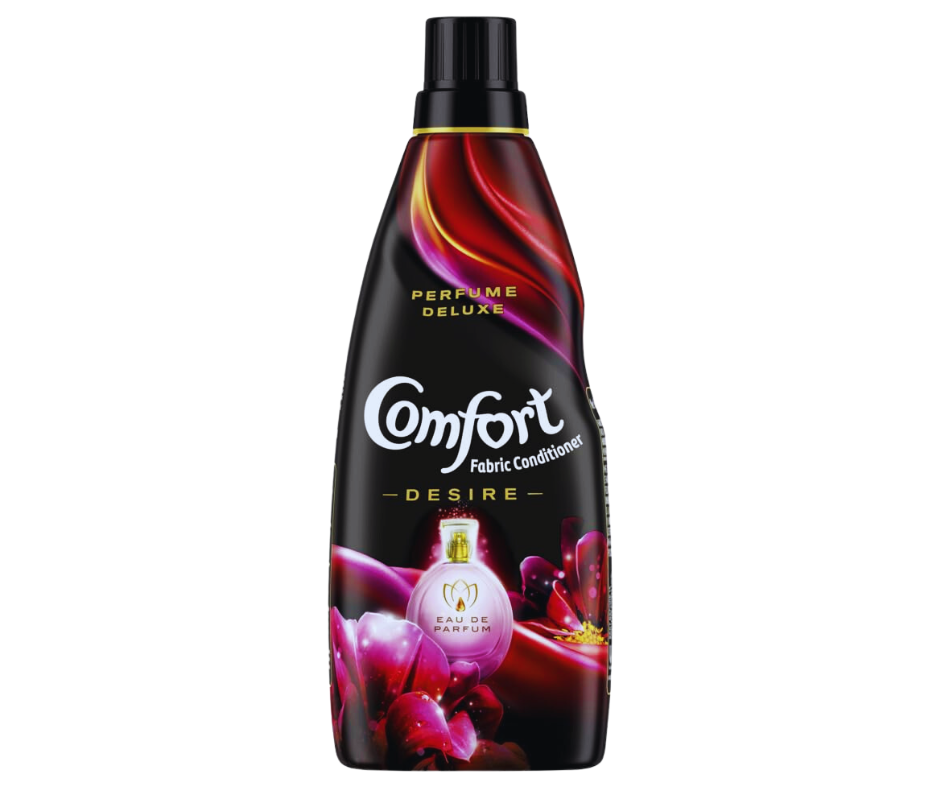 PERFUME
DELUXE
Comfort
Fabric Conditioner
DESIRE
EAU DE
PARFUM